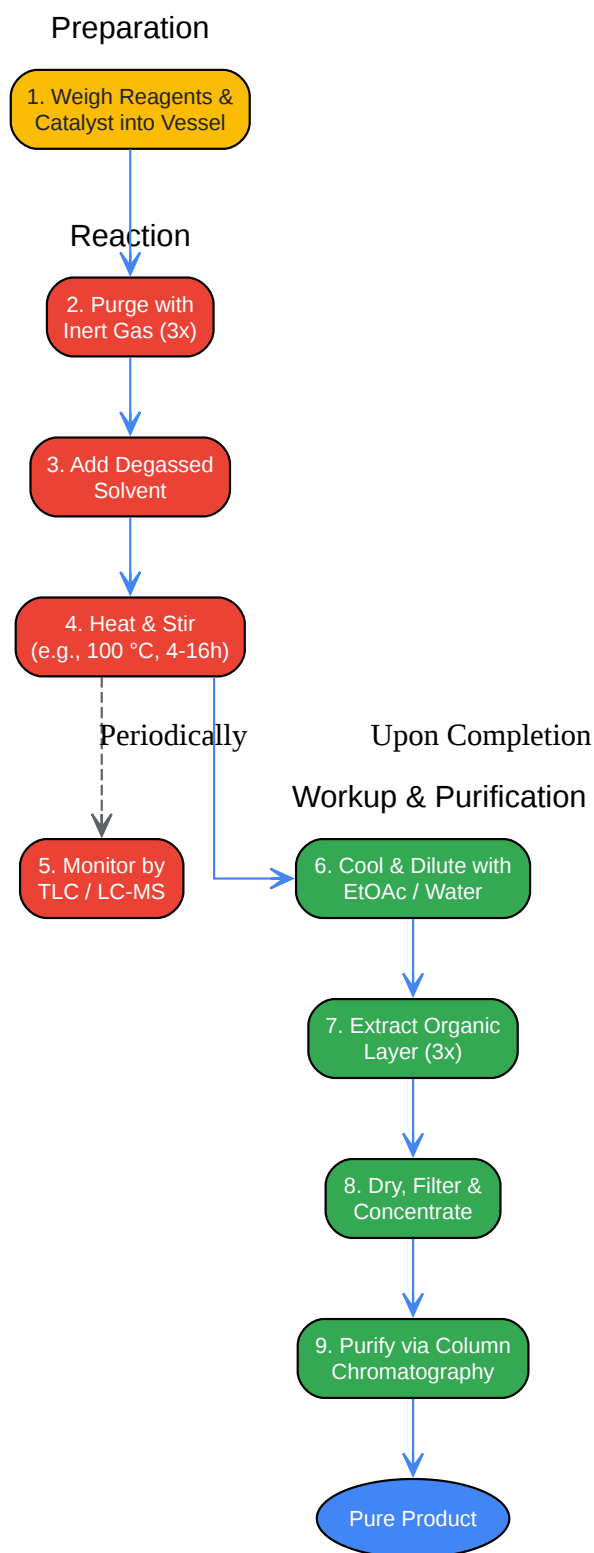 Preparation
1. Weigh Reagents &
Catalyst into Vessel
Reaction
2. Purge with
Inert Gas (3x)
3. Add Degassed
Solvent
4. Heat & Stir
(e.g., 100 °C, 4-16h)
Periodically
Upon Completion
Workup & Purification
5. Monitor by
TLC / LC-MS
6. Cool & Dilute with
EtOAc / Water
7. Extract Organic
Layer (3x)
8. Dry, Filter &
Concentrate
9. Purify via Column
Chromatography
Pure Product